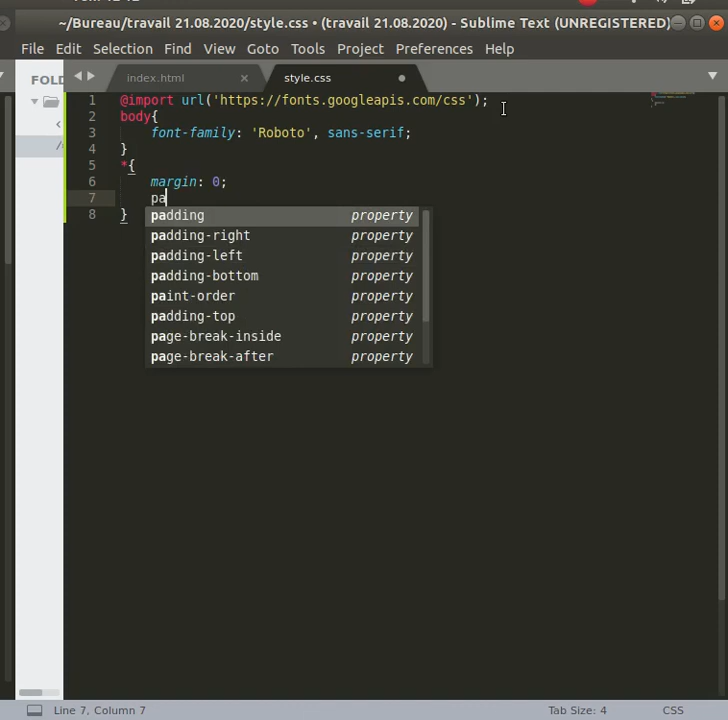 ~/Bureau/travail 21.08.2020/style.css • (travail 21.08.2020) - Sublime Text (UNREGISTERED)
File Edit Selection Find View Goto Tools Project Preferences Help
FOLD
index.html
style.css
1 @import url('https://fonts.googleapis.com/css');
2 body{
3 font-family: 'Roboto', sans-serif;
4 }
5 *{
6 margin: 0;
7 pa
8 }
padding property
padding-right property
padding-left property
padding-bottom property
paint-order property
padding-top property
page-break-inside property
page-break-after property
Line 7, Column 7
Tab Size: 4
CSS